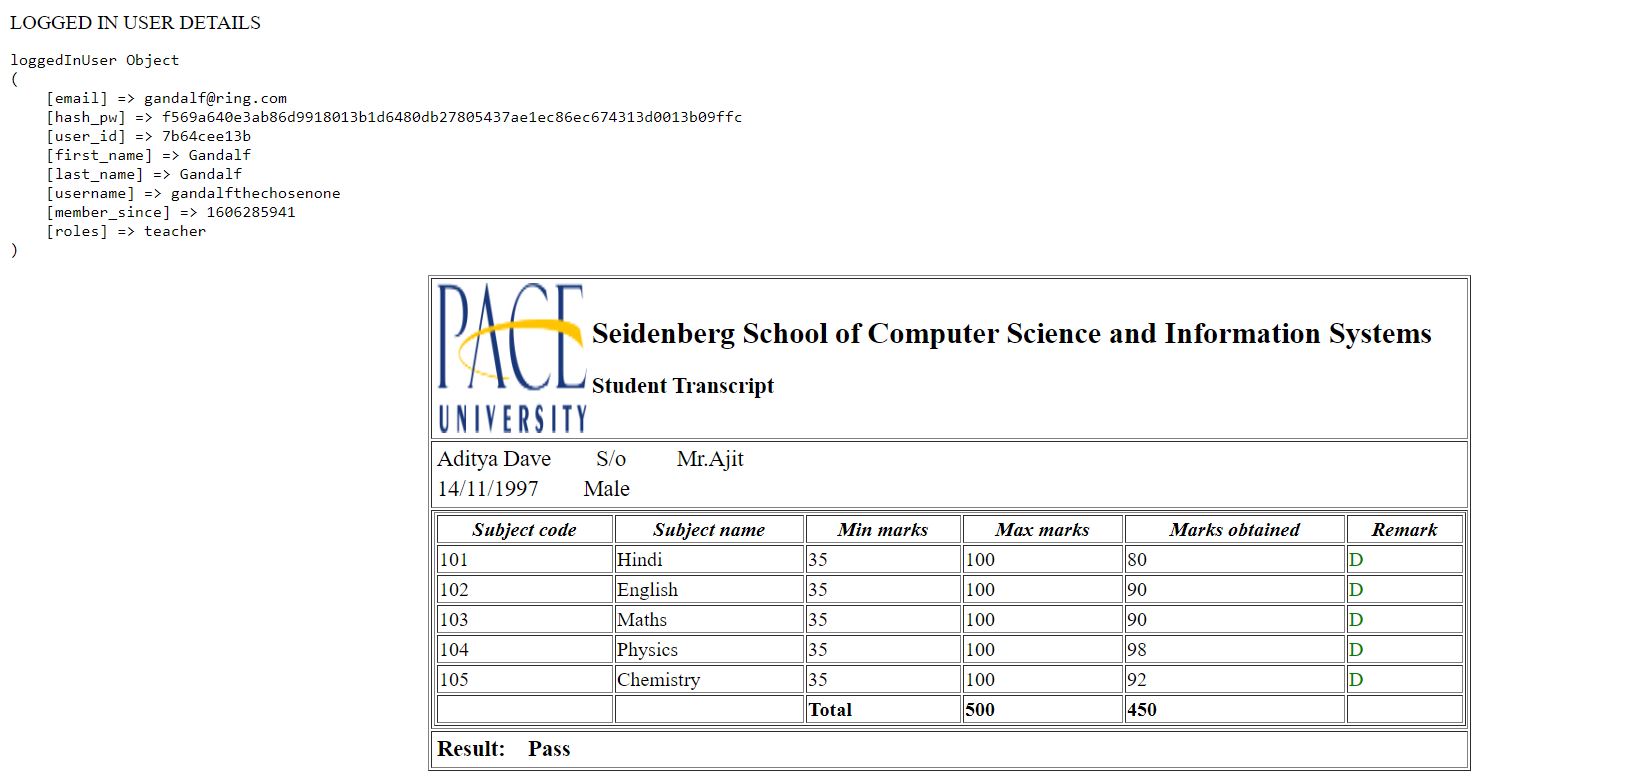 LOGGED IN USER DETAILS
loggedInUser Object
(
[email] => gandalf@ring.com
[hash_pw] => f569a640e3ab86d9918013b1d6480db27805437ae1ec86ec674313d0013b09ffc
[user_id] => 7b64cee13b
[first_name] => Gandalf
[last_name] => Gandalf
[username] => gandalfthechosenone
[member_since] => 1606285941
[roles] => teacher
)
PACE
UNIVERSITY
Seidenberg School of Computer Science and Information Systems
Student Transcript
Aditya Dave S/o Mr.Ajit
14/11/1997 Male
Subject code Subject name Min marks Max marks Marks obtained Remark
101 Hindi 35 100 80 D
102 English 35 100 90 D
103 Maths 35 100 90 D
104 Physics 35 100 98 D
105 Chemistry 35 100 92 D
Total 500 450
Result: Pass